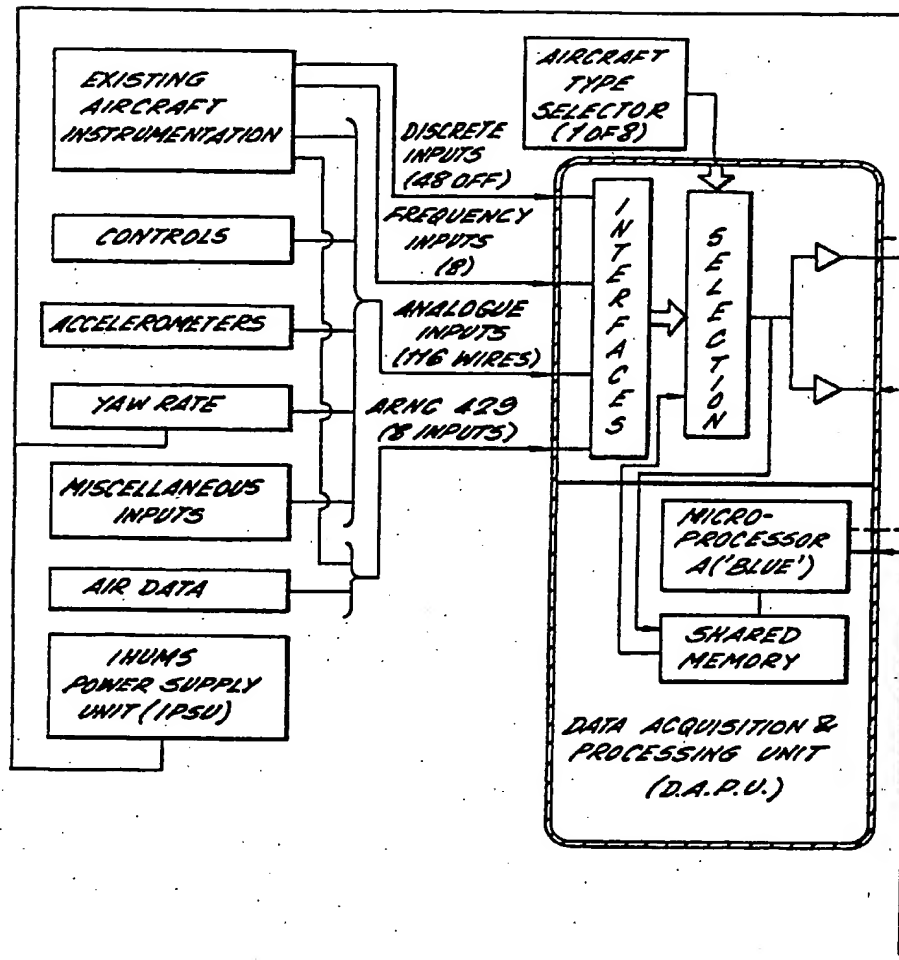 EXISTING
AIRCRAFT
INSTRUMENTATION
CONTROLS
ACCELEROMETERS
YAW RATE
MISCELLANEOUS
INPUTS
AIR DATA
IHUMS
POWER SUPPLY
UNIT (IPSU)
DISCRETE
INPUTS
(48 OFF)
FREQUENCY
INPUTS
(8)
ANALOGUE
INPUTS
(116 WIRES)
ARNC 429
(8 INPUTS)
AIRCRAFT
TYPE
SELECTOR
(1 OF 8)
INTERFACES
SELECTION
MICRO-
PROCESSOR
A('BLUE')
SHARED
MEMORY
DATA ACQUISITION &
PROCESSING UNIT
(D.A.P.U.)